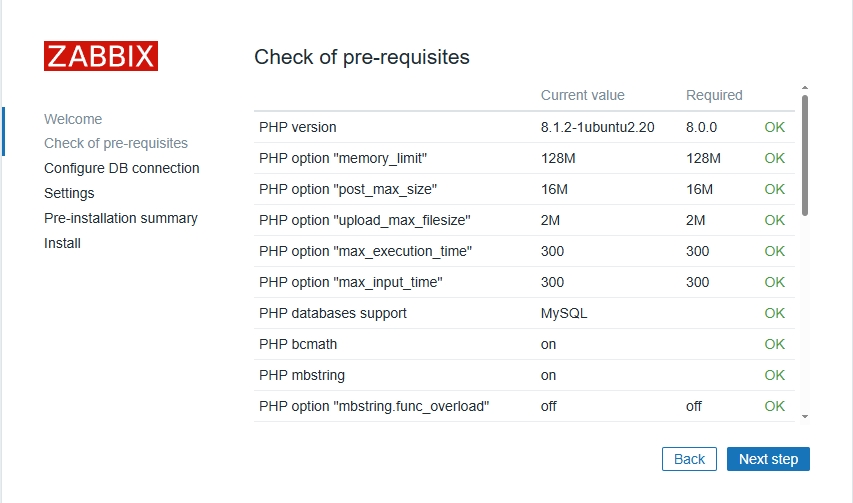 ZABBIX
Welcome
Check of pre-requisites
Configure DB connection
Settings
Pre-installation summary
Install
Check of pre-requisites
Current value Required
PHP version 8.1.2-1ubuntu2.20 8.0.0 OK
PHP option "memory_limit" 128M 128M OK
PHP option "post_max_size" 16M 16M OK
PHP option "upload_max_filesize" 2M 2M OK
PHP option "max_execution_time" 300 300 OK
PHP option "max_input_time" 300 300 OK
PHP databases support MySQL OK
PHP bcmath on OK
PHP mbstring on OK
PHP option "mbstring.func_overload" off off OK
Back Next step